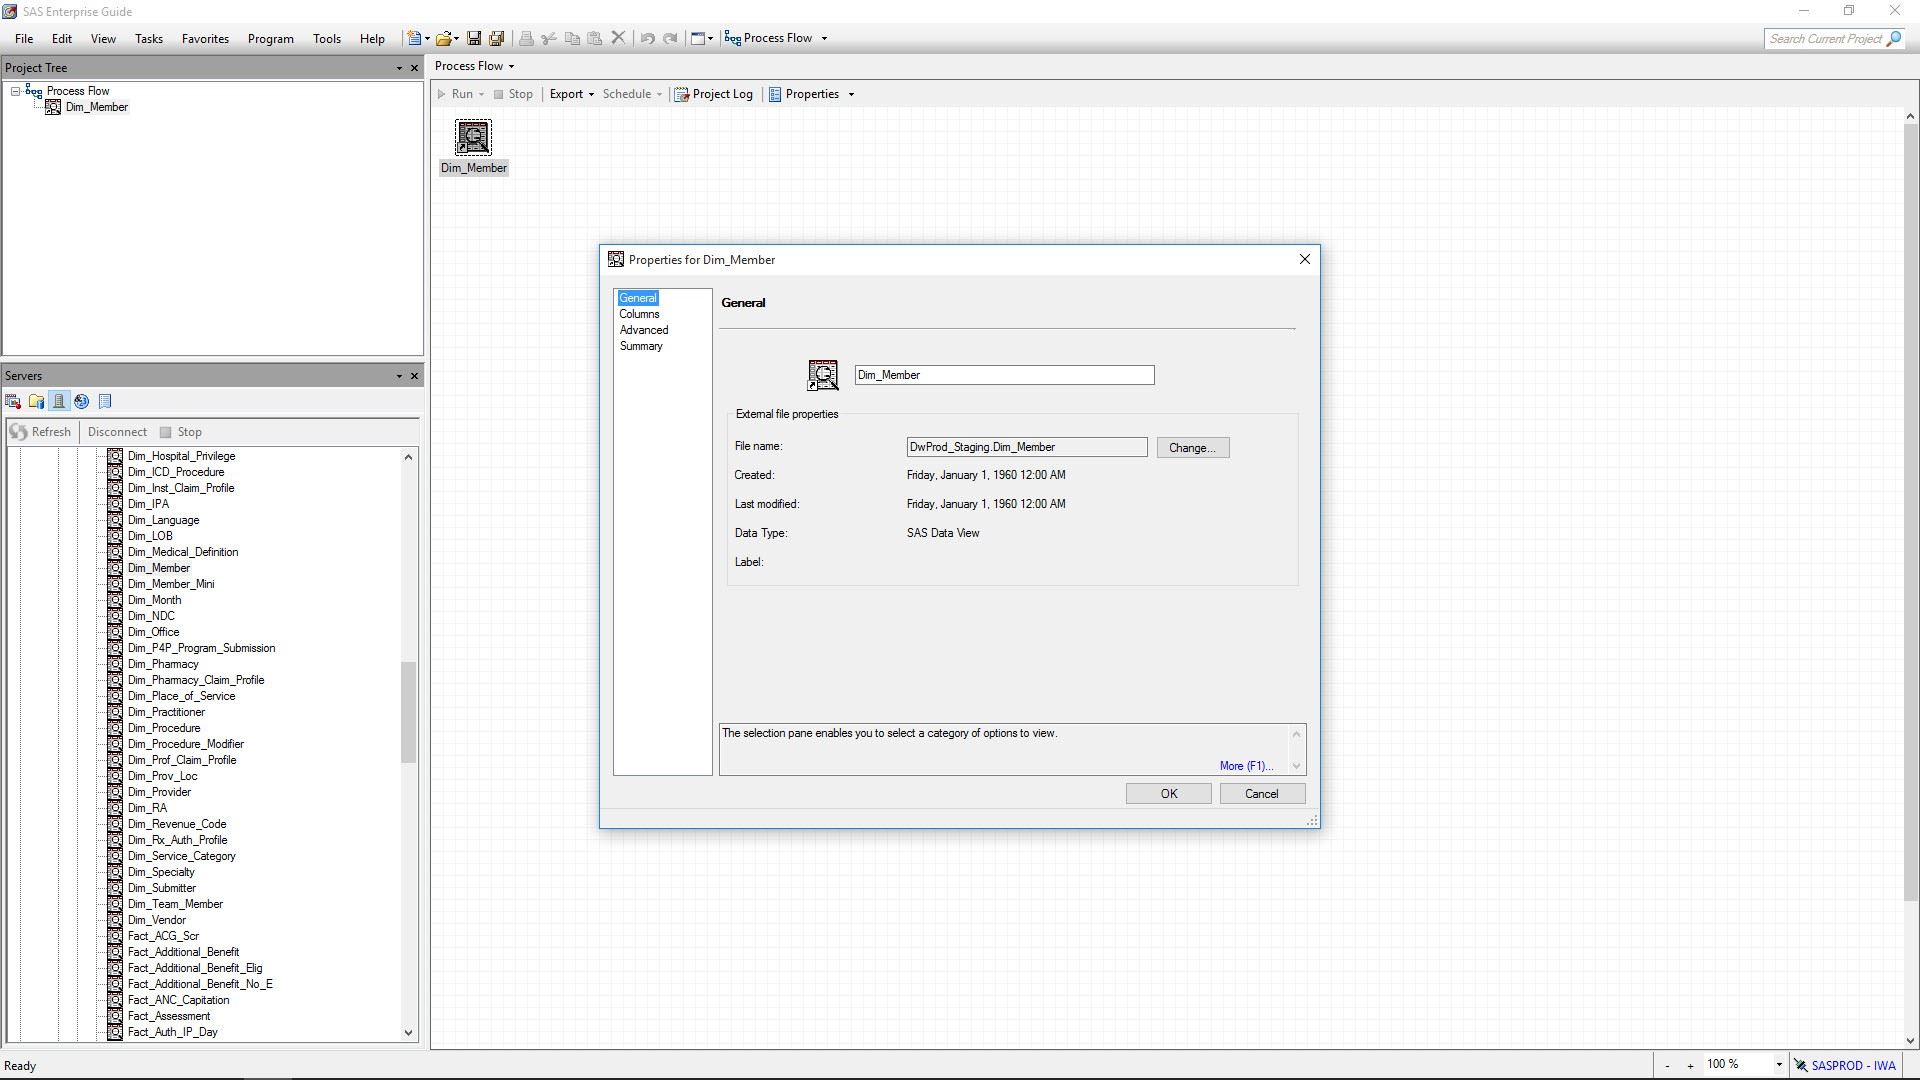 SAS Enterprise Guide
File Edit View Tasks Favorites Program Tools Help Process Flow Search Current Project
Project Tree
Process Flow
Dim_Member
Process Flow
Run Stop Export Schedule Project Log Properties
Dim_Member
Servers
Refresh Disconnect Stop
Dim_Hospital_Privilege
Dim_ICD_Procedure
Dim_Inst_Claim_Profile
Dim_IPA
Dim_Language
Dim_LOB
Dim_Medical_Definition
Dim_Member
Dim_Member_Mini
Dim_Month
Dim_NDC
Dim_Office
Dim_P4P_Program_Submission
Dim_Pharmacy
Dim_Pharmacy_Claim_Profile
Dim_Place_of_Service
Dim_Practitioner
Dim_Procedure
Dim_Procedure_Modifier
Dim_Prof_Claim_Profile
Dim_Prov_Loc
Dim_Provider
Dim_RA
Dim_Revenue_Code
Dim_Rx_Auth_Profile
Dim_Service_Category
Dim_Specialty
Dim_Submitter
Dim_Team_Member
Dim_Vendor
Fact_ACG_Scr
Fact_Additional_Benefit
Fact_Additional_Benefit_Elig
Fact_Additional_Benefit_No_E
Fact_ANC_Capitation
Fact_Assessment
Fact_Auth_IP_Day
Properties for Dim_Member
General
Columns
Advanced
Summary
General
Dim_Member
External file properties
File name: DwProd_Staging.Dim_Member Change...
Created: Friday, January 1, 1960 12:00 AM
Last modified: Friday, January 1, 1960 12:00 AM
Data Type: SAS Data View
Label:
The selection pane enables you to select a category of options to view.
More (F1)...
OK Cancel
Ready - + 100 % SASPROD - IWA